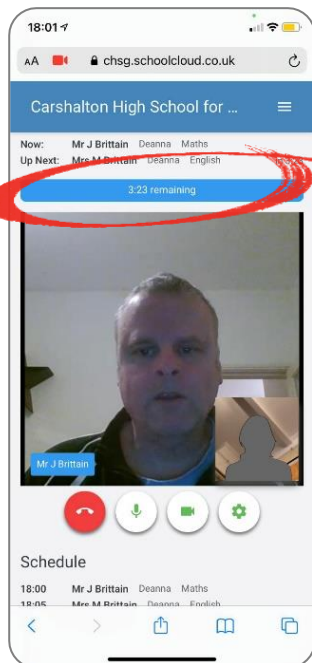 18:01
AA chsg.schoolcloud.co.uk
Carshalton High School for ...
Now: Mr J Brittain Deanna Maths
Up Next: Mrs M Brittain Deanna English
3:23 remaining
Mr J Brittain
Schedule
18:00 Mr J Brittain Deanna Maths
18:05 Mrs M Brittain Deanna English